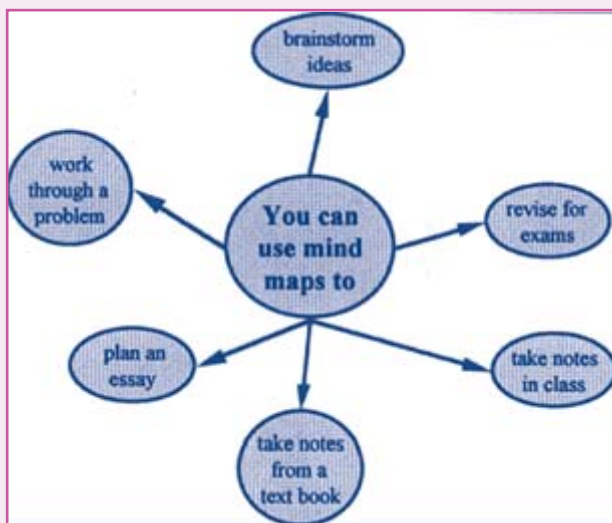 brainstorm
ideas
work
through a
problem
You can
use mind
maps to
revise for
exams
plan an
essay
take notes
in class
take notes
from a
text book